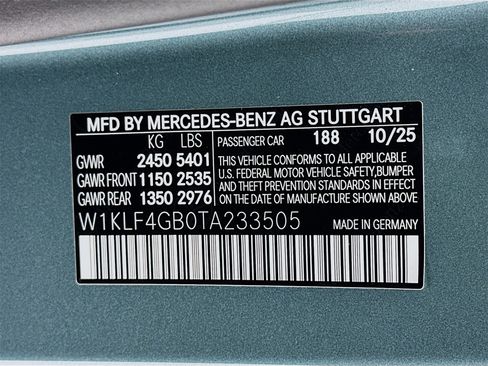 MFD BY MERCEDES-BENZ AG STUTTGART
KG LBS
GVWR 2450 5401
GAWR FRONT 1150 2535
GAWR REAR 1350 2976
PASSENGER CAR 188 10/25
THIS VEHICLE CONFORMS TO ALL APPLICABLE
U.S. FEDERAL MOTOR VEHICLE SAFETY,BUMPER
AND THEFT PREVENTION STANDARDS IN EFFECT
ON THE DATE OF MANUFACTURE SHOWN ABOVE.
W1KLF4GB0TA233505
MADE IN GERMANY